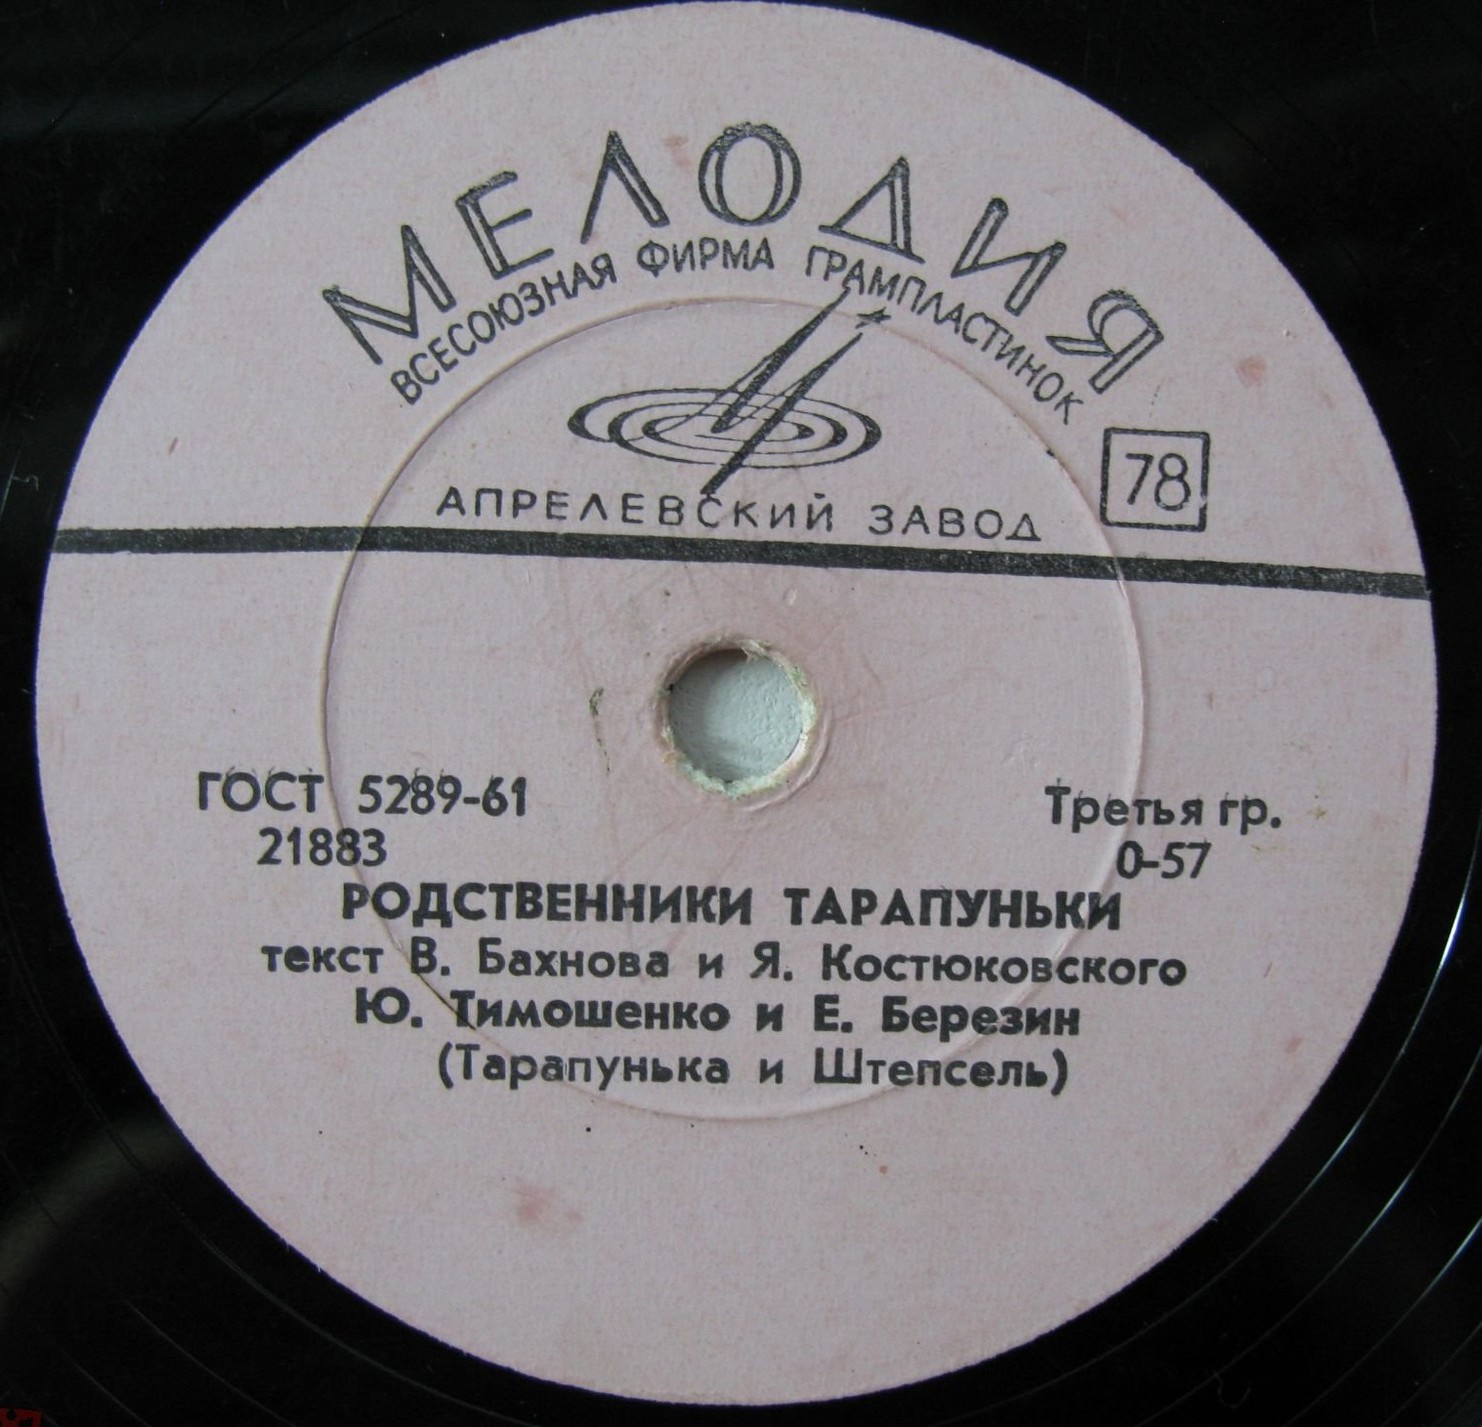 МЕЛОДИЯ
ВСЕСОЮЗНАЯ ФИРМА ГРАМПЛАСТИНОК
78
АПРЕЛЕВСКИЙ ЗАВОД
ГОСТ 5289-61
Третья гр.
21883
0-57
РОДСТВЕННИКИ ТАРАПУНЬКИ
текст В. Бахнова и Я. Костюковского
Ю. Тимошенко и Е. Березин
(Тарапунька и Штепсель)